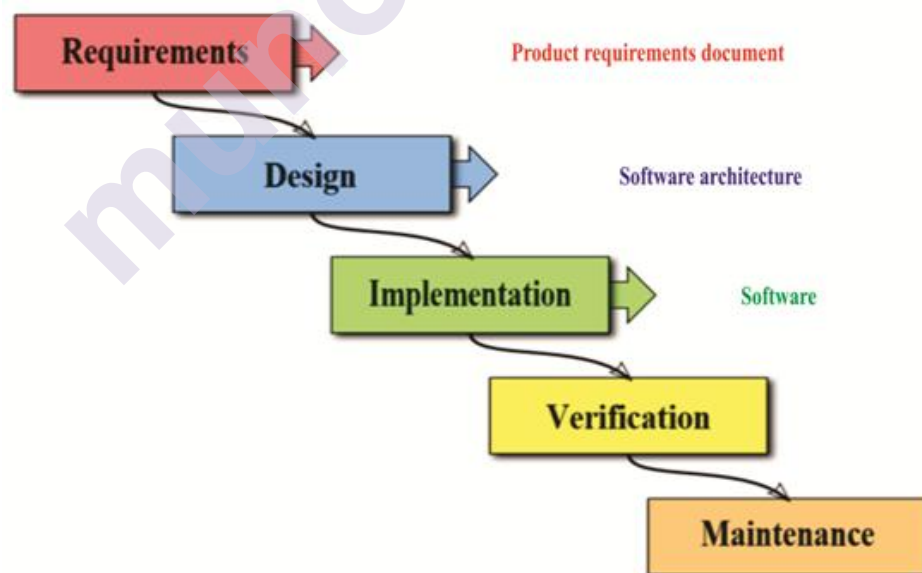 Requirements
Product requirements document
Design
Software architecture
Implementation
Software
Verification
Maintenance